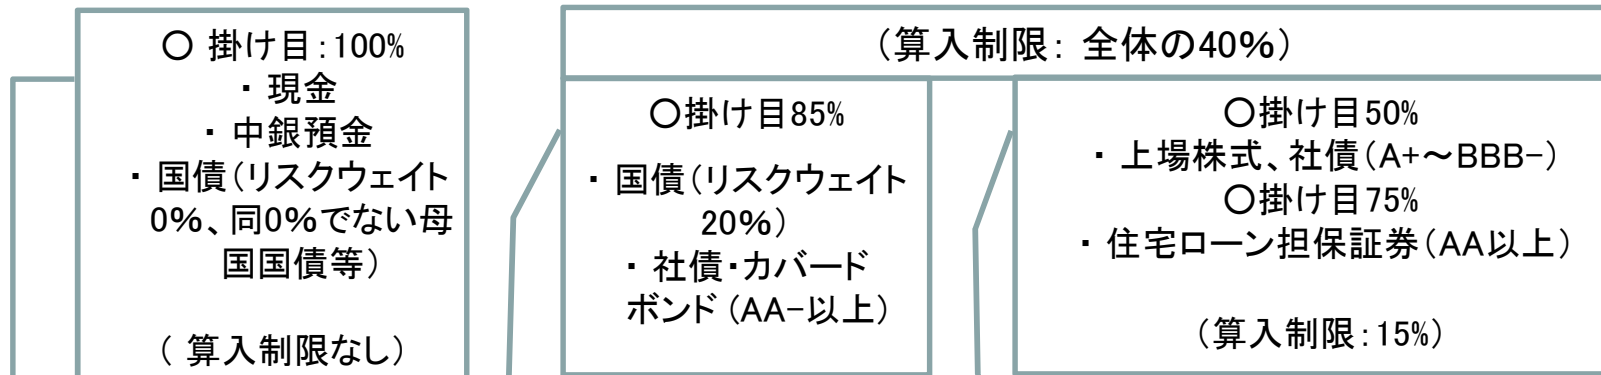 〇 掛け目:100%
・ 現金
・ 中銀預金
・ 国債(リスクウェイト
0%、同0%でない母
国国債等)
( 算入制限なし)
(算入制限: 全体の40%)
〇掛け目85%
・ 国債(リスクウェイト
20%)
・ 社債・カバード
ボンド (AA-以上)
〇掛け目50%
・ 上場株式、社債(A+～BBB-)
〇掛け目75%
・ 住宅ローン担保証券(AA以上)
(算入制限:15%)